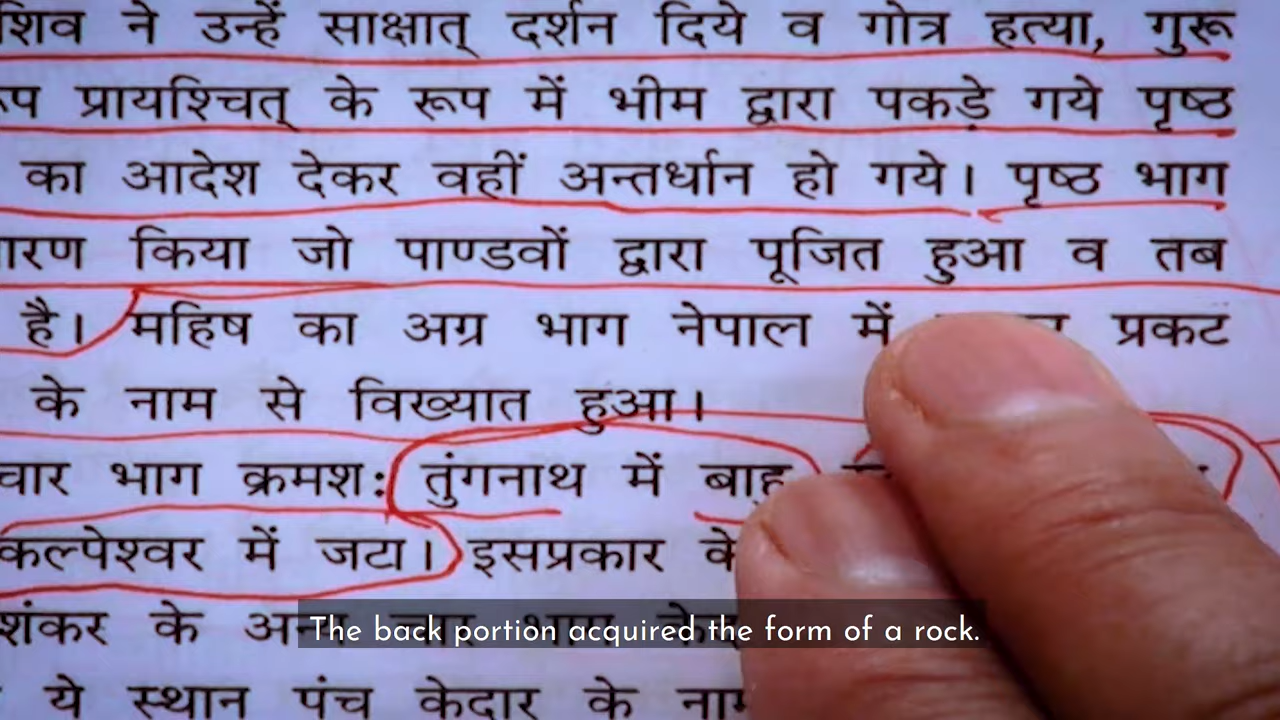 शिव ने उन्हें साक्षात् दर्शन दिये व गोत्र हत्या, गुरू
प्रायश्चित् के रूप में भीम द्वारा पकड़े गये पृष्ठ
का आदेश देकर वहीं अन्तर्धान हो गये। पृष्ठ भाग
किया जो पाण्डवों द्वारा पूजित हुआ व तब
है। महिष का अग्र भाग नेपाल में प्रकट
के नाम से विख्यात हुआ।
चार भाग क्रमश: तुंगनाथ में बाहु
कल्पेश्वर में जटा। इसप्रकार
शंकर के
The back portion acquired the form of a rock.
ये स्थान पंच केदार के